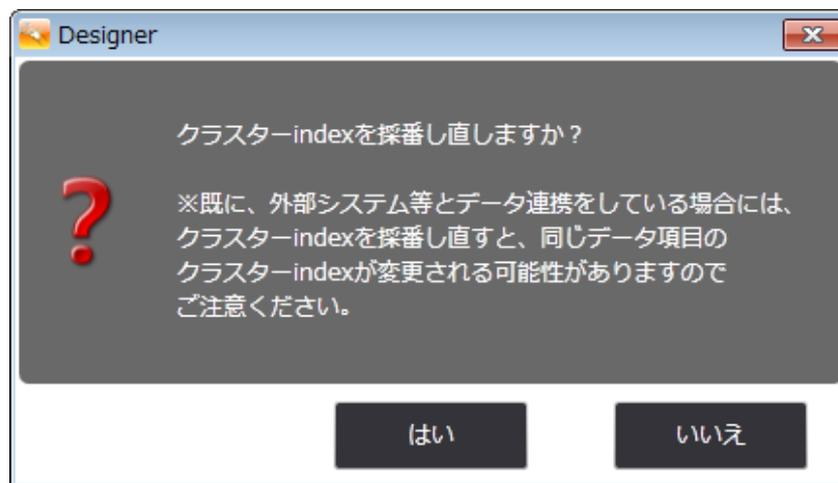 Designer
クラスターindexを採番し直しますか？
※既に、外部システム等とデータ連携をしている場合には、
クラスターindexを採番し直すと、同じデータ項目の
クラスターindexが変更される可能性がありますので
ご注意ください。
はい
いいえ